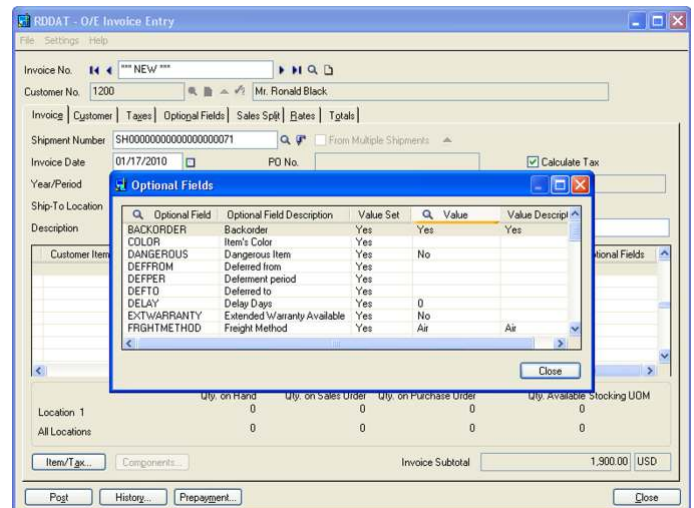 RDDAT - O/E Invoice Entry
File Settings Help
Invoice No. *** NEW ***
Customer No. 1200 Mr. Ronald Black
Invoice Customer Taxes Optional Fields Sales Split Rates Totals
Shipment Number SH00000000000000000071 From Multiple Shipments
Invoice Date 01/17/2010 PO No. Calculate Tax
Year/Period
Ship-To Location
Description
Optional Fields
Optional Field Optional Field Description Value Set Value Value Descript
BACKORDER Backorder Yes Yes Yes
COLOR Item's Color Yes
DANGEROUS Dangerous Item Yes No
DEFFROM Deferred from Yes
DEFPER Deferment period Yes
DEFTO Deferred to Yes
DELAY Delay Days Yes 0
EXTWARRANTY Extended Warranty Available Yes No
FRGHTMETHOD Freight Method Yes Air Air
Close
Customer Item tional Fields
Qty. on Hand Qty. on Sales Order Qty. on Purchase Order Qty. Available Stocking UOM
Location 1 0 0 0 0
All Locations 0 0 0 0
Item/Tax... Components... Invoice Subtotal 1,900.00 USD
Post History... Prepayment... Close